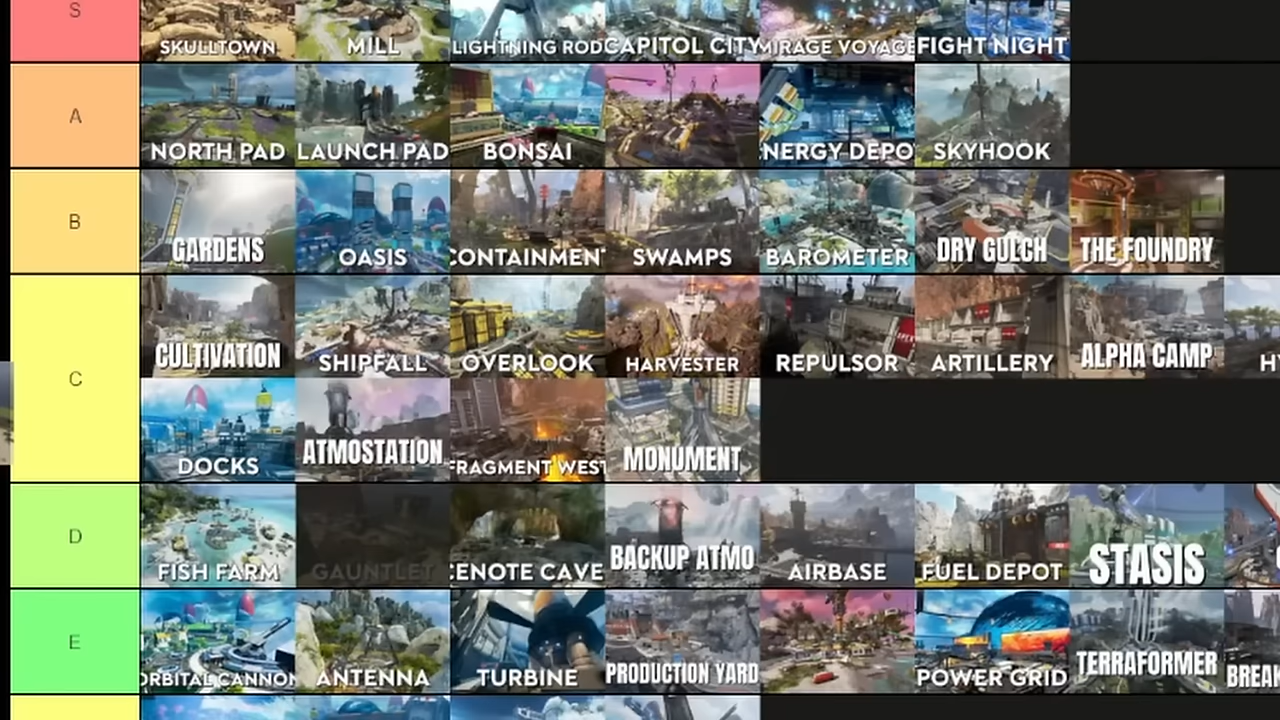 S
SKULLTOWN
MILL
LIGHTNING ROD
CAPITOL CITY
MIRAGE VOYAGE
FIGHT NIGHT
A
NORTH PAD
LAUNCH PAD
BONSAI
NERGY DEPO
SKYHOOK
B
GARDENS
OASIS
CONTAINMENT
SWAMPS
BAROMETER
DRY GULCH
THE FOUNDRY
C
CULTIVATION
SHIPFALL
OVERLOOK
HARVESTER
REPULSOR
ARTILLERY
ALPHA CAMP
HY
DOCKS
ATMOSTATION
FRAGMENT WEST
MONUMENT
D
FISH FARM
GAUNTLET
CENOTE CAVE
BACKUP ATMO
AIRBASE
FUEL DEPOT
STASIS
E
ORBITAL CANNON
ANTENNA
TURBINE
PRODUCTION YARD
POWER GRID
TERRAFORMER
BREAK